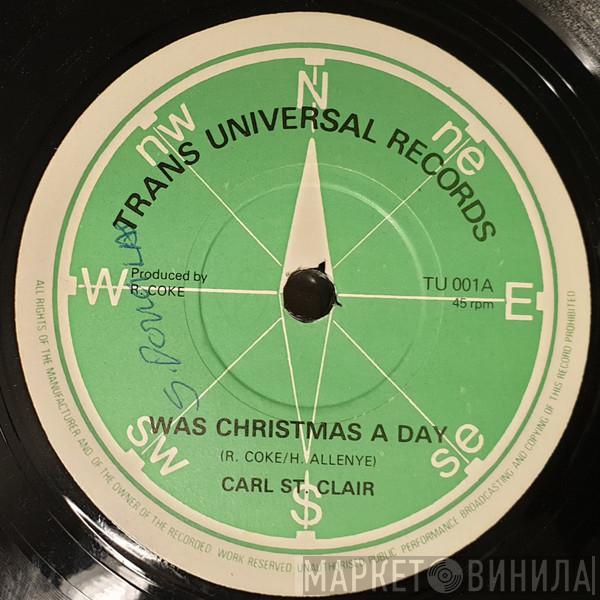 TRANS UNIVERSAL RECORDS
N
nw
ne
W
E
Produced by
R. COKE
TU 001A
45 rpm
WAS CHRISTMAS A DAY
(R. COKE/H. ALLENYE)
CARL ST. CLAIR
sw
se
S
ALL RIGHTS OF THE MANUFACTURER AND OF THE OWNER OF THE RECORDED WORK RESERVED UNAUTHORISED PUBLIC PERFORMANCE BROADCASTING AND COPYING OF THIS RECORD PROHIBITED
МАРКЕТ ВИНИЛА